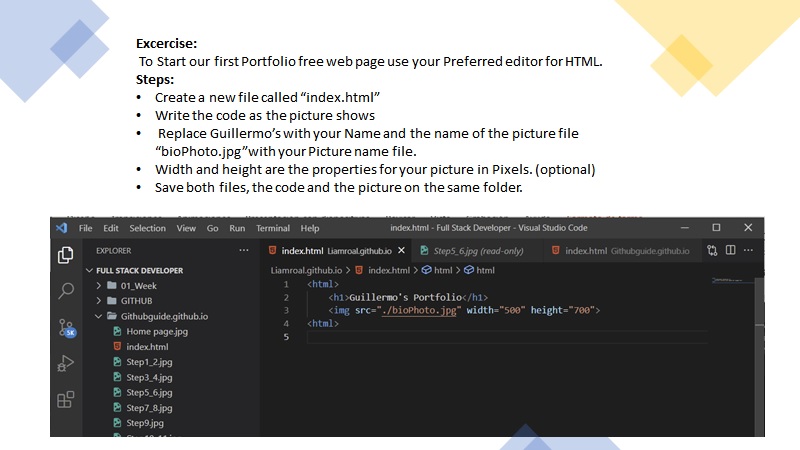 Excercise:
To Start our first Portfolio free web page use your Preferred editor for HTML.
Steps:
• Create a new file called “index.html”
• Write the code as the picture shows
• Replace Guillermo’s with your Name and the name of the picture file
“bioPhoto.jpg”with your Picture name file.
• Width and height are the properties for your picture in Pixels. (optional)
• Save both files, the code and the picture on the same folder.
File Edit Selection View Go Run Terminal Help index.html - Full Stack Developer - Visual Studio Code
EXPLORER ···
index.html Liamroal.github.io × Step5_6.jpg (read-only) index.html Githubguide.github.io ···
FULL STACK DEVELOPER
01_Week
GITHUB
Githubguide.github.io
Home page.jpg
index.html
Step1_2.jpg
Step3_4.jpg
Step5_6.jpg
Step7_8.jpg
Step9.jpg
5K
Liamroal.github.io > index.html > html > html
1 <html>
2 <h1>Guillermo's Portfolio</h1>
3 <img src="./bioPhoto.jpg" width="500" height="700">
4 <html>
5